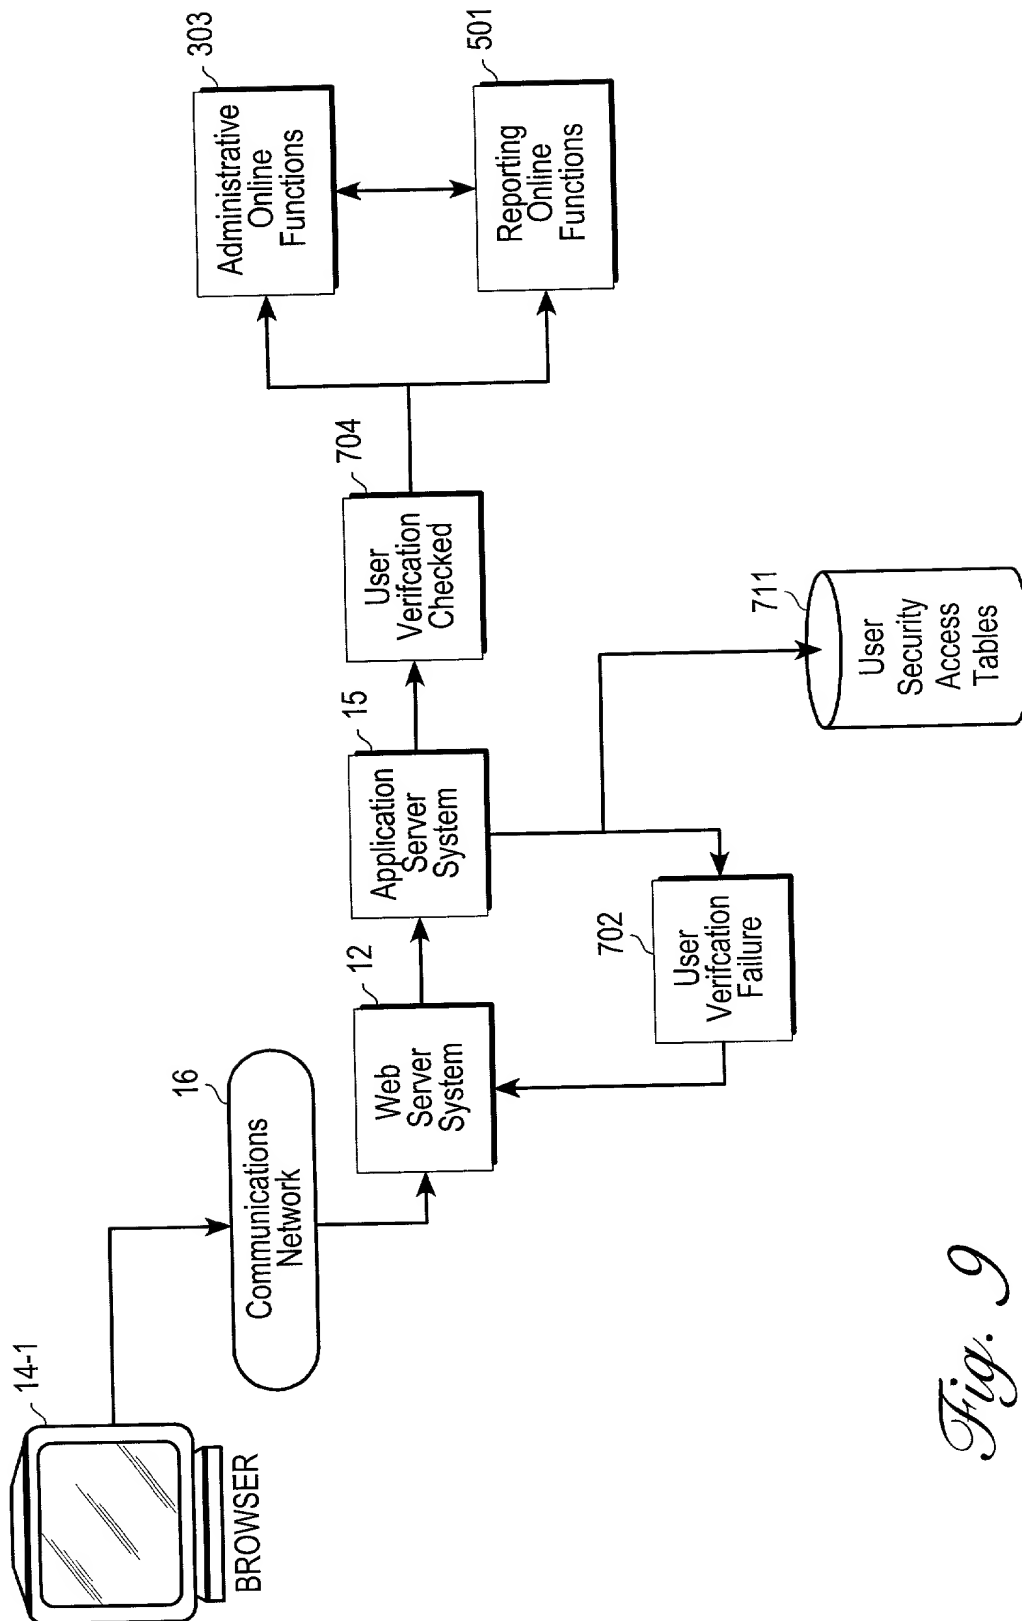 14-1
BROWSER
16
Communications
Network
12
Web
Server
System
15
Application
Server
System
704
User
Verifcation
Checked
303
Administrative
Online
Functions
501
Reporting
Online
Functions
702
User
Verifcation
Failure
711
User
Security
Access
Tables
Fig. 9